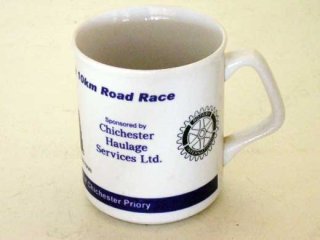 10km Road Race
Sponsored by
Chichester
Haulage
Services Ltd.
Chichester Priory